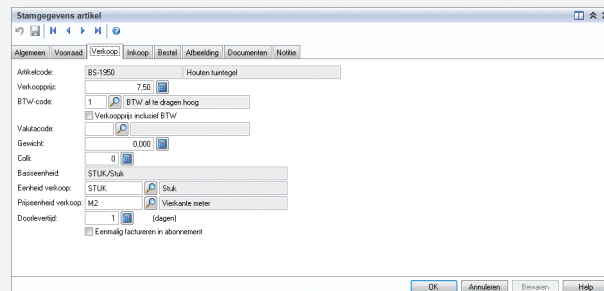 Stamgegevens artikel
Algemeen Voorraad Verkoop Inkoop Bestel Afbeelding Documenten Notitie
Artikelcode: BS-1950 Houten tuintegel
Verkoopprijs: 7,50
BTW-code: 1 BTW af te dragen hoog
Verkoopprijs inclusief BTW
Valutacode:
Gewicht: 0,000
Colli: 0
Basiseenheid: STUK/Stuk
Eenheid verkoop: STUK Stuk
Prijseenheid verkoop: M2 Vierkante meter
Doorlevertijd: 1 (dagen)
Eenmalig factureren in abonnement
OK Annuleren Bewaren Help